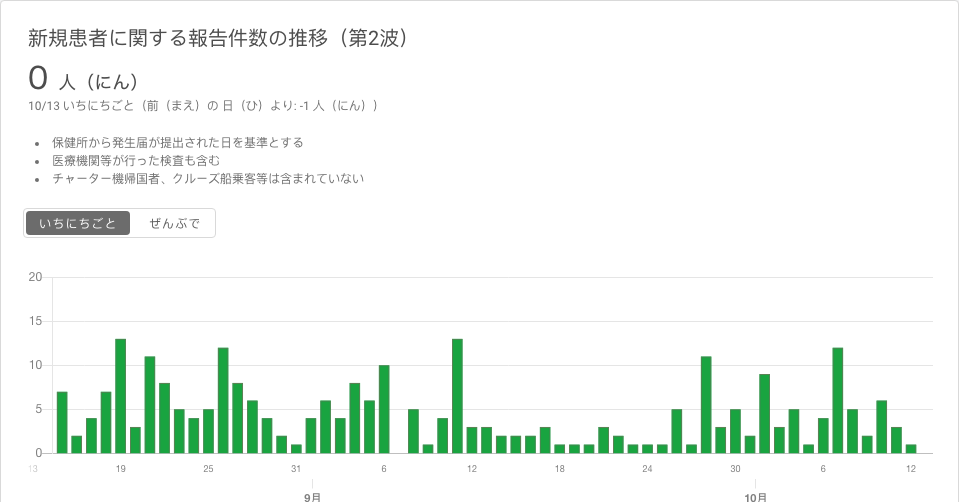 新規患者に関する報告件数の推移（第2波）
0 人（にん）
10/13 いちにちごと（前（まえ）の 日（ひ）より: -1 人（にん））
• 保健所から発生届が提出された日を基準とする
• 医療機関等が行った検査も含む
• チャーター機帰国者、クルーズ船乗客等は含まれていない
いちにちごと ぜんぶで
20
15
10
5
0
13 19 25 31 6 12 18 24 30 6 12
9月 10月